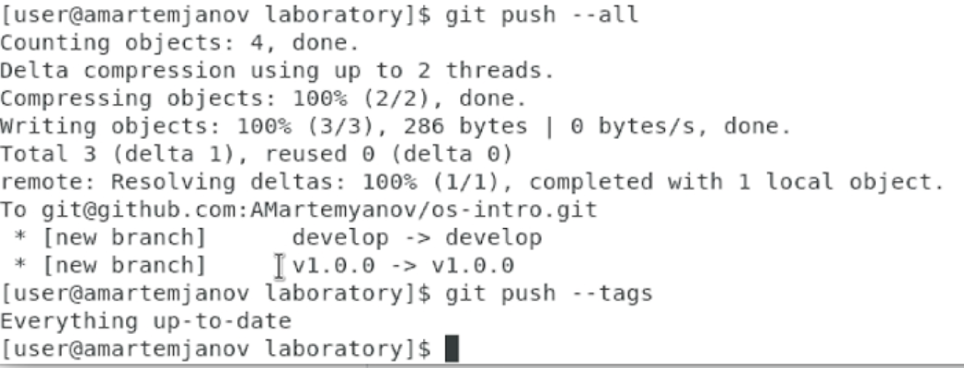 [user@amartemjanov laboratory]$ git push --all
Counting objects: 4, done.
Delta compression using up to 2 threads.
Compressing objects: 100% (2/2), done.
Writing objects: 100% (3/3), 286 bytes | 0 bytes/s, done.
Total 3 (delta 1), reused 0 (delta 0)
remote: Resolving deltas: 100% (1/1), completed with 1 local object.
To git@github.com:AMartemyanov/os-intro.git
 * [new branch]      develop -> develop
 * [new branch]      v1.0.0 -> v1.0.0
[user@amartemjanov laboratory]$ git push --tags
Everything up-to-date
[user@amartemjanov laboratory]$